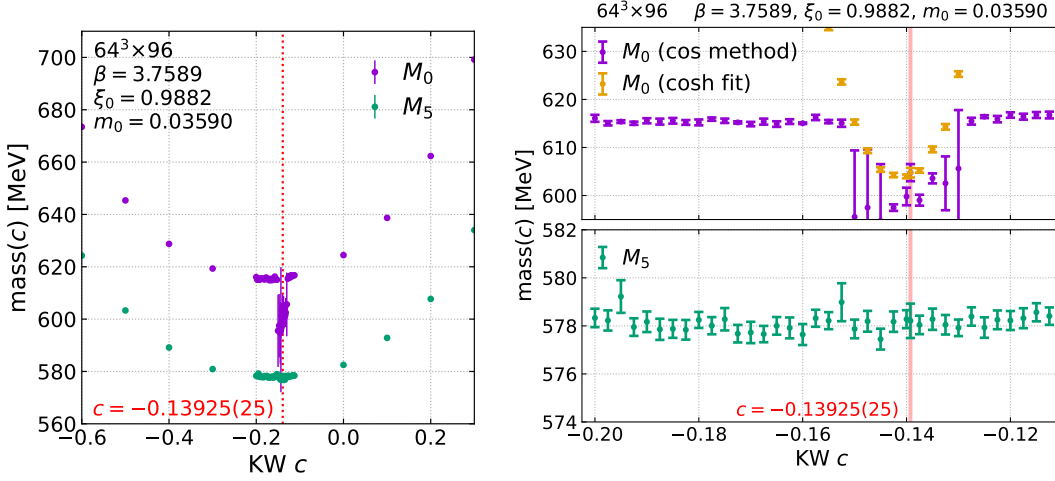 64³×96
β = 3.7589
ξ₀ = 0.9882
m₀ = 0.03590
M₀
M₅
mass(c) [MeV]
700
680
660
640
620
600
580
560
c = −0.13925(25)
−0.6
−0.4
−0.2
0.0
0.2
KW c
64³×96 β = 3.7589, ξ₀ = 0.9882, m₀ = 0.03590
M₀ (cos method)
M₀ (cosh fit)
630
620
610
600
mass(c) [MeV]
M₅
582
580
578
576
574
c = −0.13925(25)
−0.20
−0.18
−0.16
−0.14
−0.12
KW c